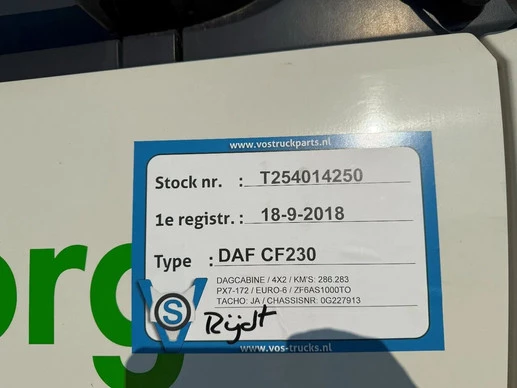 www.vostruckparts.nl
Stock nr. : T254014250
1e registr. : 18-9-2018
Type : DAF CF230
DAGCABINE / 4X2 / KM'S: 286.283
PX7-172 / EURO-6 / ZF6AS1000TO
TACHO: JA / CHASSISNR: 0G227913
S
Rijdt
org
www.vos-trucks.nl